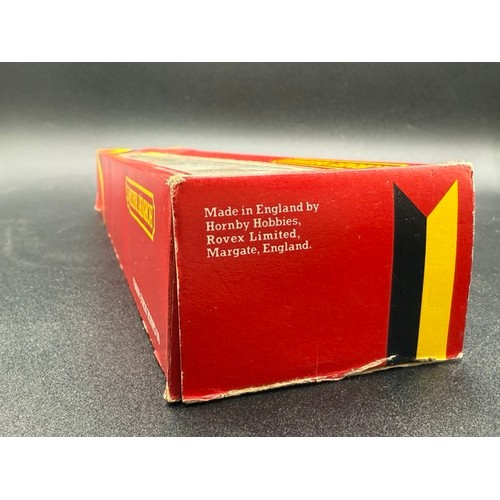 Made in England by
Hornby Hobbies,
Rovex Limited,
Margate, England.